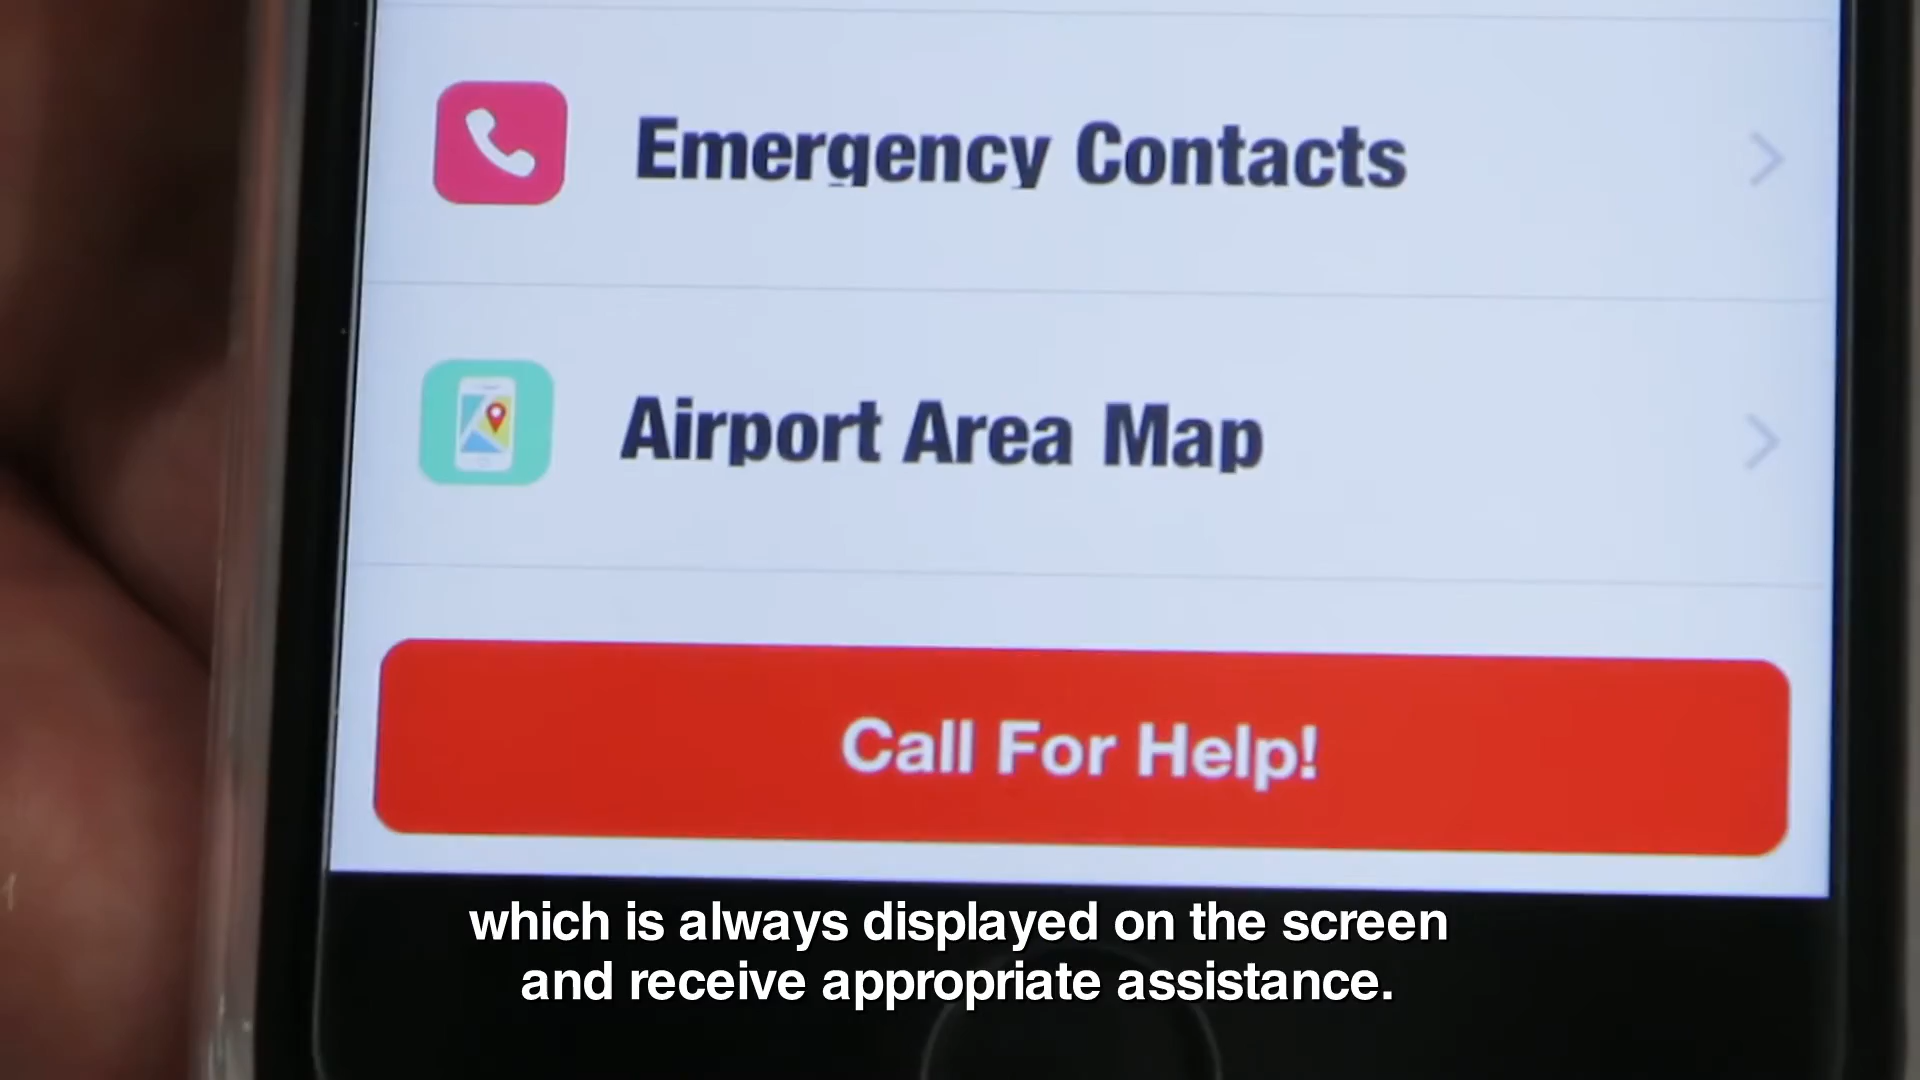 Emergency Contacts
Airport Area Map
Call For Help!
which is always displayed on the screen
and receive appropriate assistance.